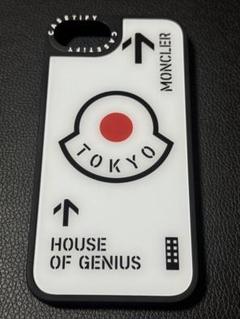 CASETIFY CASETIFY
MONCLER
TOKYO
HOUSE
OF GENIUS